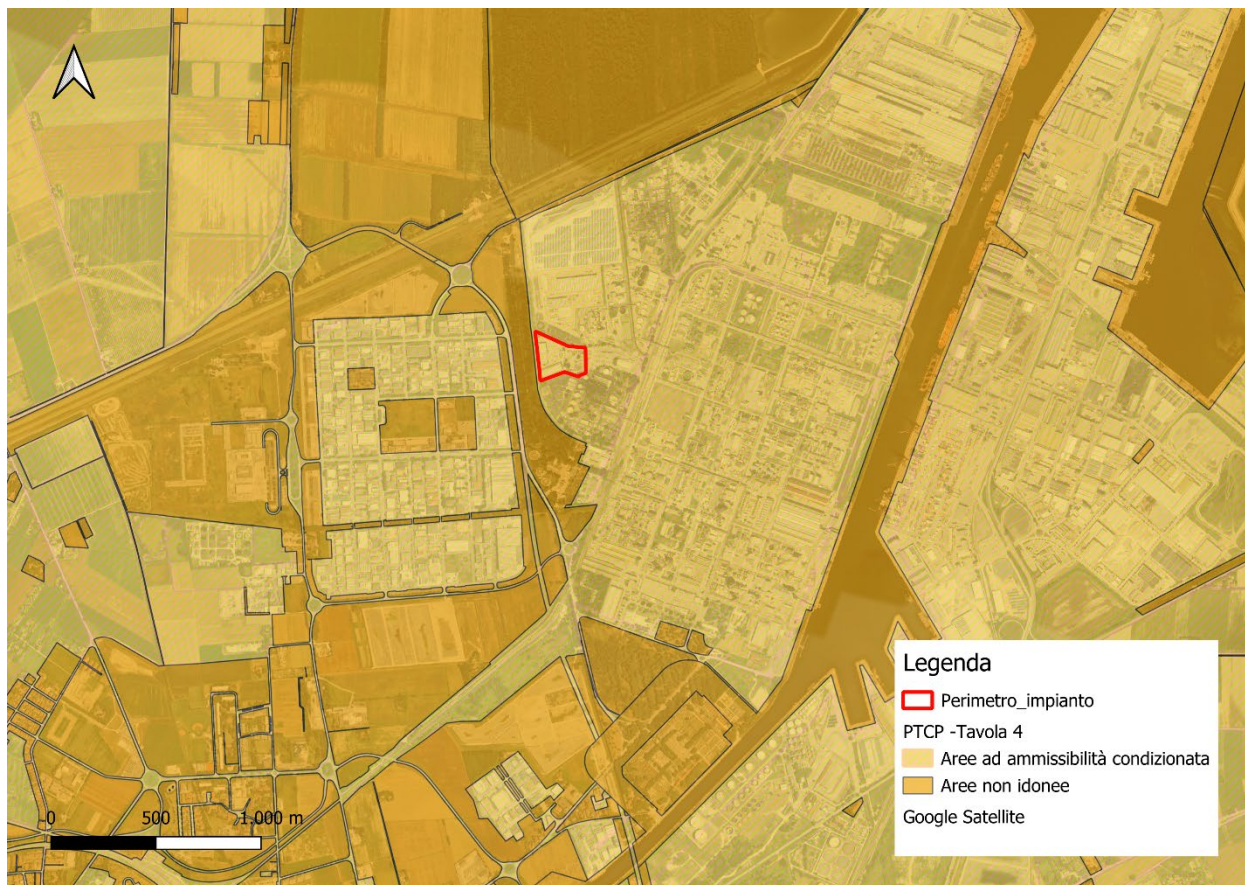 Legenda
Perimetro_impianto
PTCP -Tavola 4
Aree ad ammissibilità condizionata
Aree non idonee
Google Satellite
0 500 1.000 m